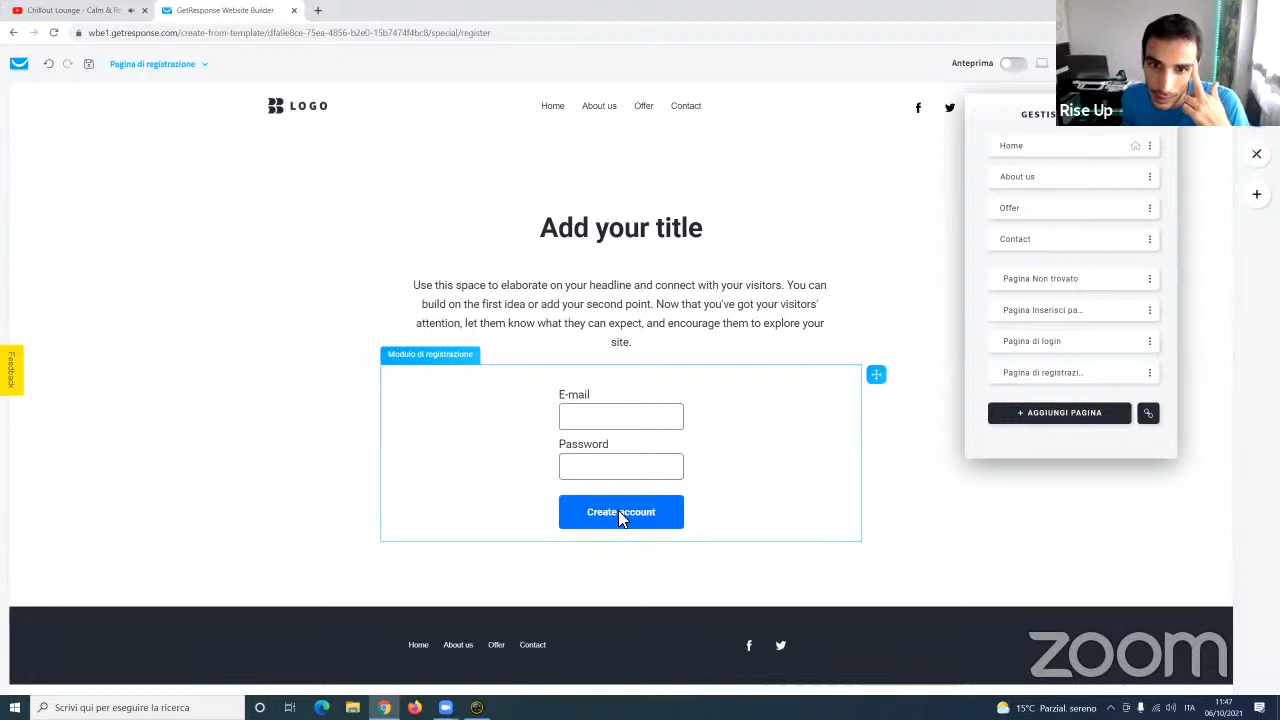 Chillout Lounge - Calm & Re
GetResponse Website Builder
wbe1.getresponse.com/create-from-template/dfa9e8ce-75ea-4856-b2e0-15b7474f4bc8/special/register
Pagina di registrazione
Anteprima
LOGO
Home
About us
Offer
Contact
Rise Up
GESTIS
Home
About us
Offer
Contact
Pagina Non trovato
Pagina Inserisci pa...
Pagina di login
Pagina di registrazi..
+ AGGIUNGI PAGINA
Add your title
Use this space to elaborate on your headline and connect with your visitors. You can
build on the first idea or add your second point. Now that you've got your visitors'
attention, let them know what they can expect, and encourage them to explore your
site.
Modulo di registrazione
E-mail
Password
Create account
Feedback
Home
About us
Offer
Contact
zoom
Scrivi qui per eseguire la ricerca
15°C Parzial. sereno
ITA
11:47
06/10/2021